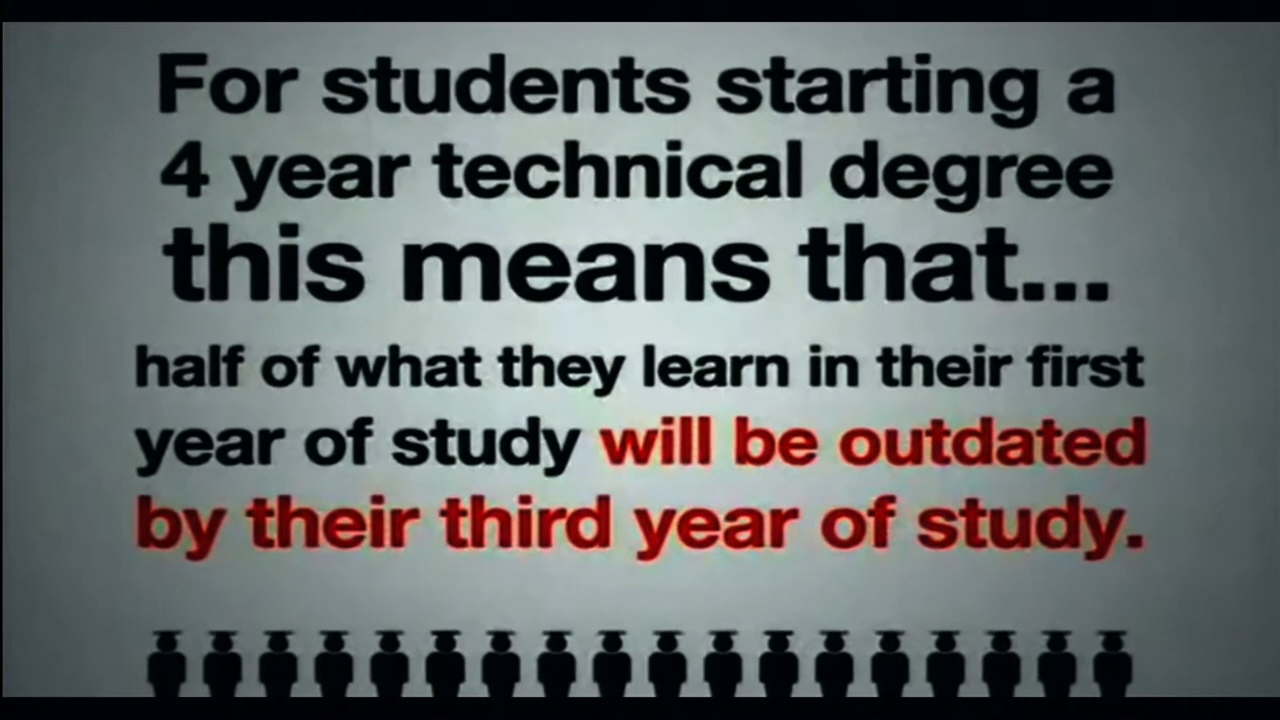 For students starting a
4 year technical degree
this means that...
half of what they learn in their first
year of study will be outdated
by their third year of study.